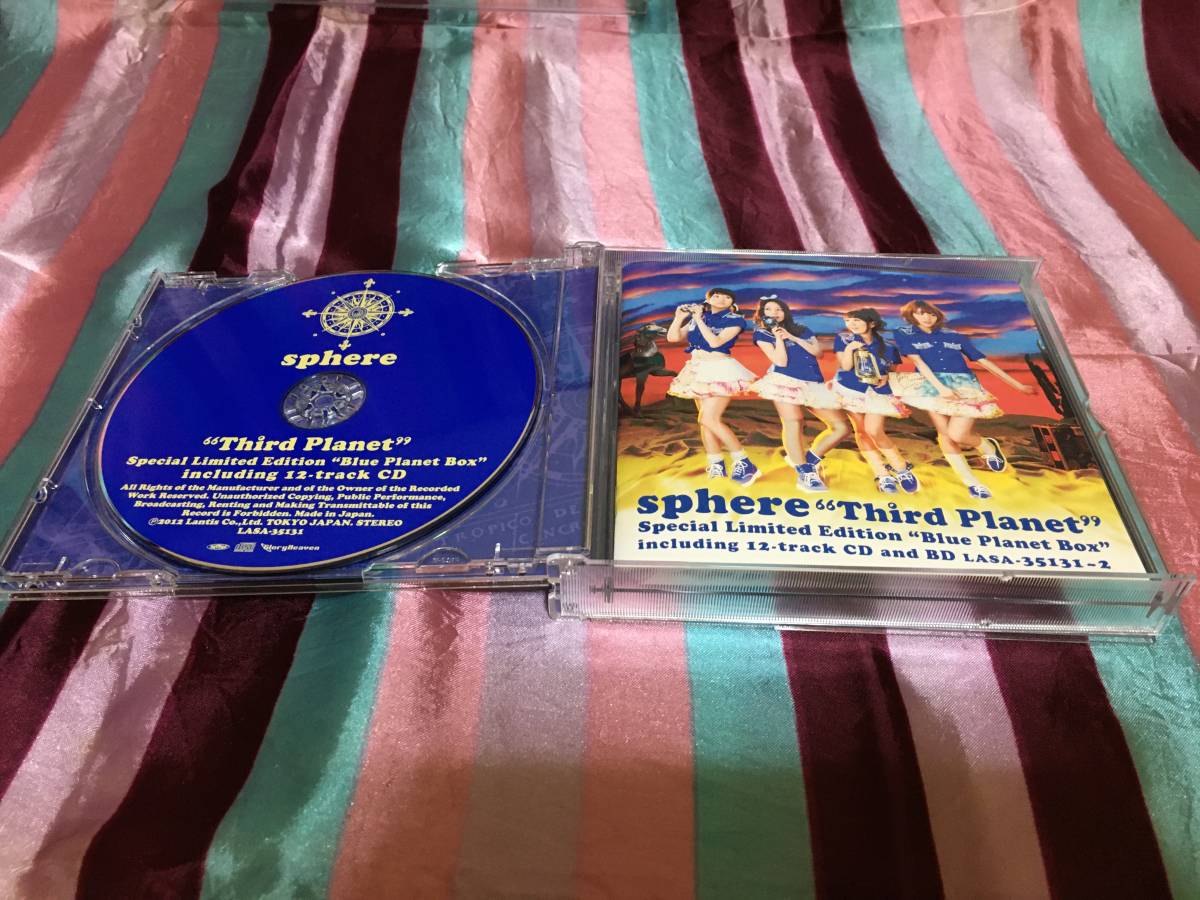 sphere
“Third Planet”
Special Limited Edition “Blue Planet Box”
including 12-track CD
All Rights of the Manufacturer and of the Owner of the Recorded
Work Reserved. Unauthorized Copying, Public Performance,
Broadcasting, Renting and Making Transmittable of this
Record is Forbidden. Made in Japan.
℗2012 Lantis Co.,Ltd. TOKYO JAPAN. STEREO
LASA-35131
GloryHeaven
sphere “Third Planet”
Special Limited Edition “Blue Planet Box”
including 12-track CD and BD LASA-35131~2